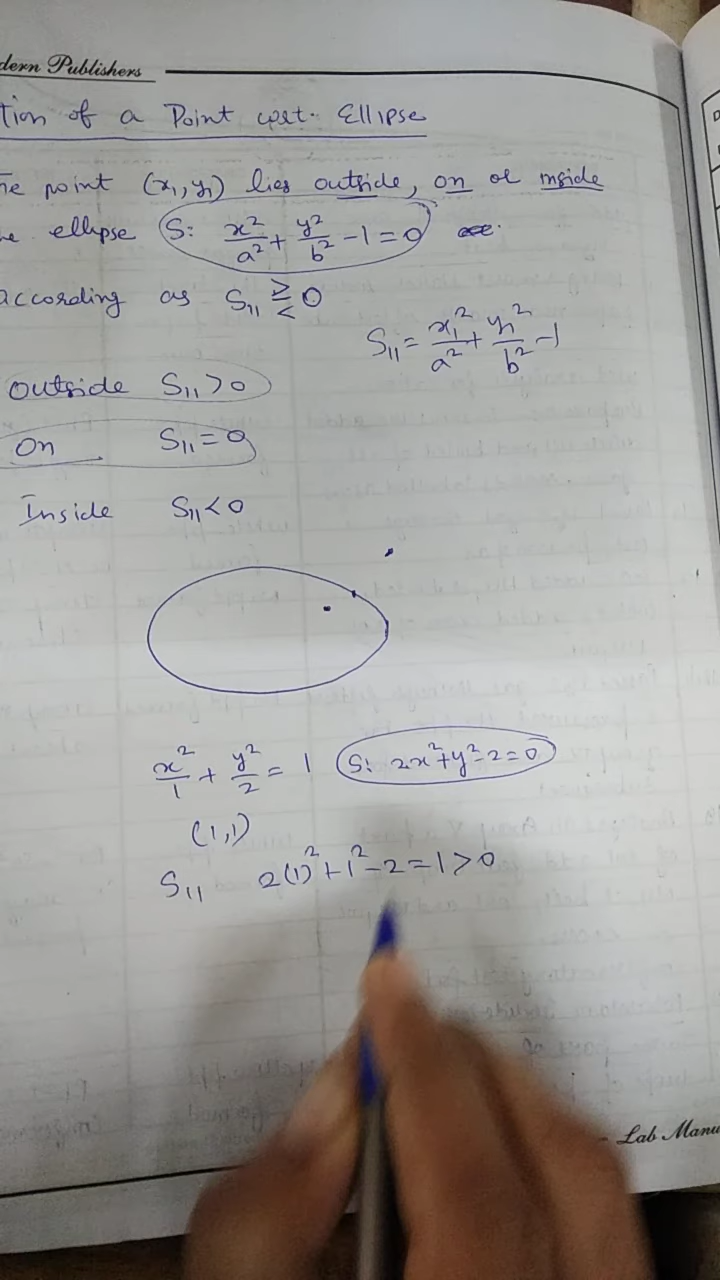 dern Publishers
tion of a Point wrt. Ellipse
he point (x₁,y₁) lies outside, on or inside
he ellipse S: x²/a² + y²/b² - 1 = 0
according as S₁₁ ⪌ 0
S₁₁ = x₁²/a² + y₁²/b² - 1
Outside S₁₁ > 0
On S₁₁ = 0
Inside S₁₁ < 0
x²/1 + y²/2 = 1 S: 2x²+y²-2=0
(1,1)
S₁₁ 2(1)²+1²-2=1>0
Lab Manu